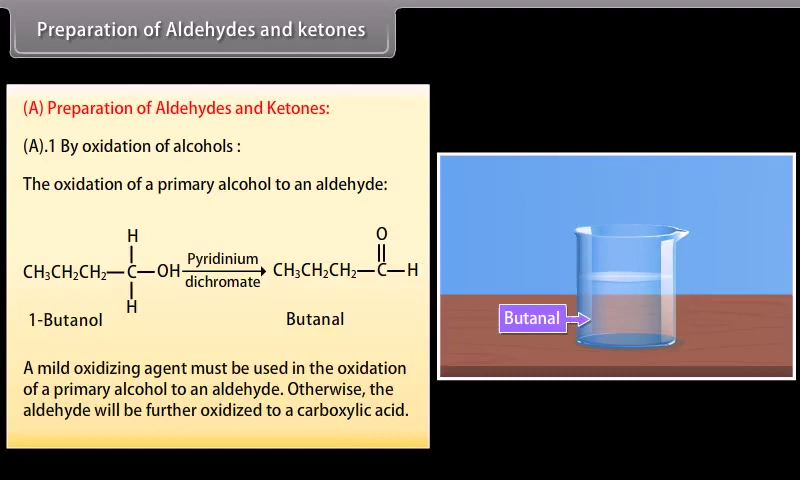 Preparation of Aldehydes and ketones
(A) Preparation of Aldehydes and Ketones:
(A).1 By oxidation of alcohols :
The oxidation of a primary alcohol to an aldehyde:
H
CH₃CH₂CH₂—C—OH
H
1-Butanol
Pyridinium
dichromate
O
CH₃CH₂CH₂—C—H
Butanal
A mild oxidizing agent must be used in the oxidation
of a primary alcohol to an aldehyde. Otherwise, the
aldehyde will be further oxidized to a carboxylic acid.
Butanal